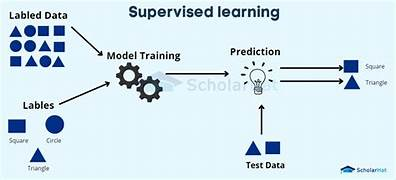 Supervised learning
Labled Data
Model Training
Prediction
Square
Triangle
ScholarHat
Lables
Square
Circle
Triangle
Test Data
ScholarHat